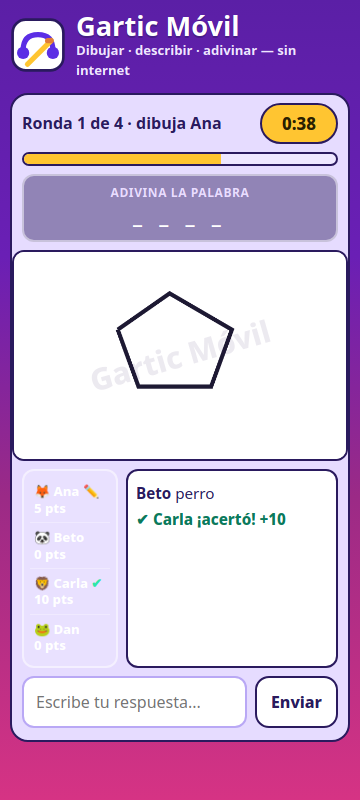 Gartic Móvil
Dibujar · describir · adivinar — sin
internet
Ronda 1 de 4 · dibuja Ana
0:38
ADIVINA LA PALABRA
_ _ _ _
Gartic Móvil
🦊 Ana ✏️
5 pts
🐼 Beto
0 pts
🦁 Carla ✔
10 pts
🐸 Dan
0 pts
Beto perro
✔ Carla ¡acertó! +10
Escribe tu respuesta...
Enviar